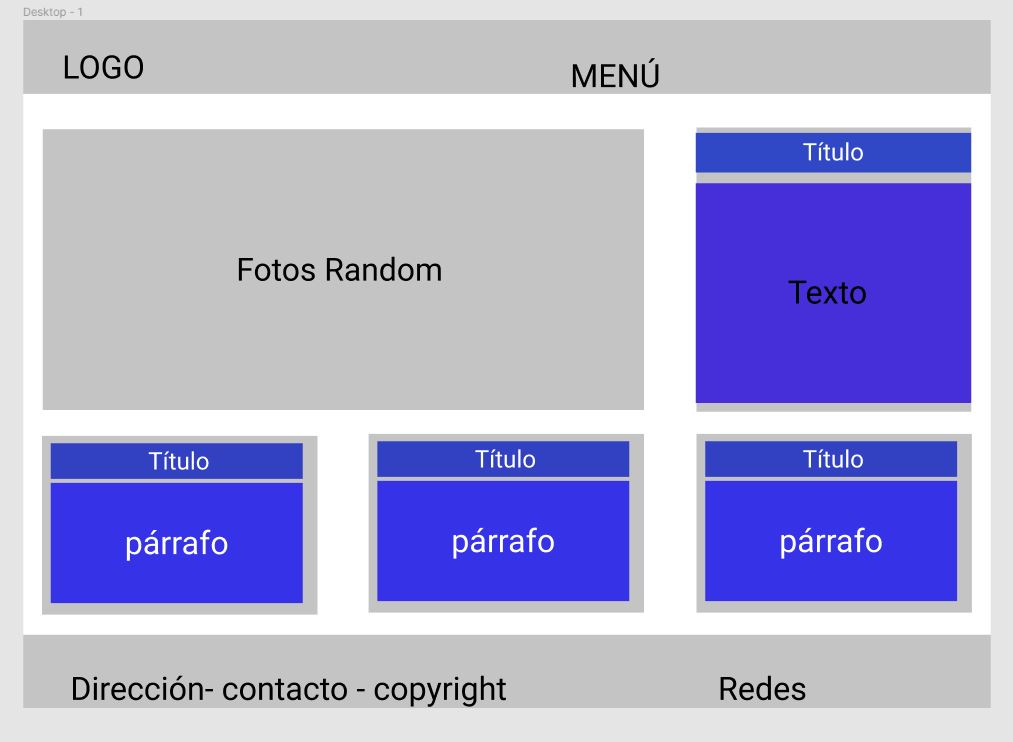 Desktop - 1
LOGO
MENÚ
Fotos Random
Título
Texto
Título
párrafo
Título
párrafo
Título
párrafo
Dirección- contacto - copyright
Redes